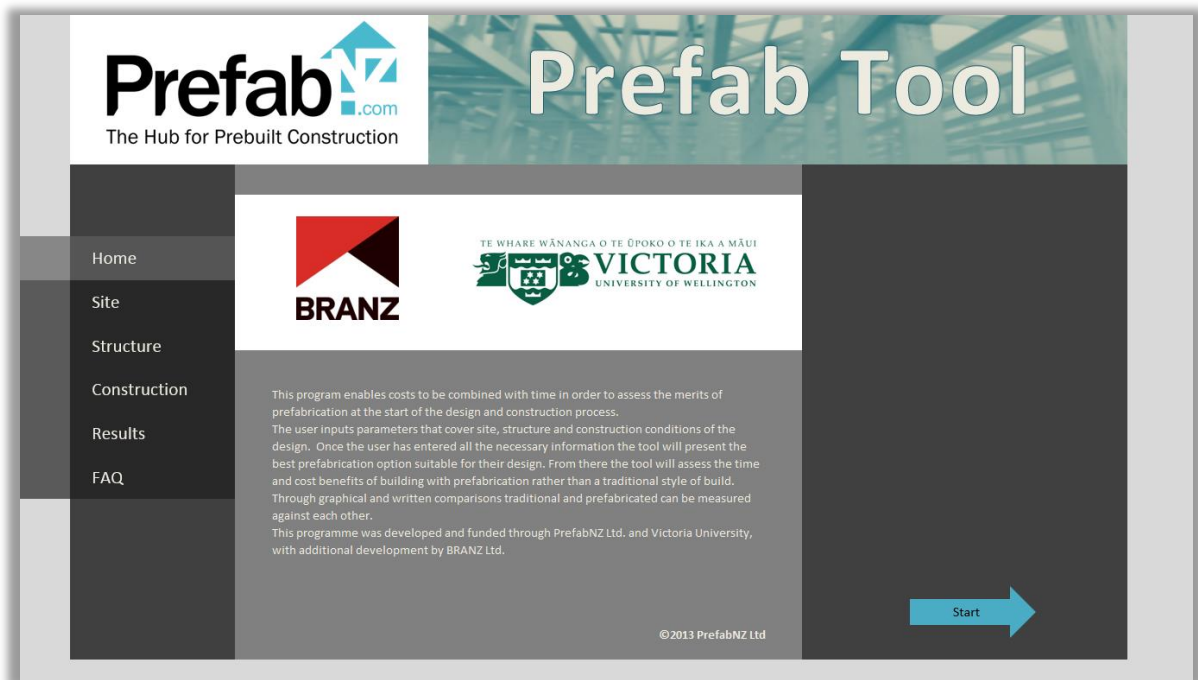 PrefabNZ
.com
The Hub for Prebuilt Construction
Prefab Tool
Home
Site
Structure
Construction
Results
FAQ
BRANZ
TE WHARE WĀNANGA O TE ŪPOKO O TE IKA A MĀUI
VICTORIA
UNIVERSITY OF WELLINGTON
This program enables costs to be combined with time in order to assess the merits of
prefabrication at the start of the design and construction process.
The user inputs parameters that cover site, structure and construction conditions of the
design.  Once the user has entered all the necessary information the tool will present the
best prefabrication option suitable for their design. From there the tool will assess the time
and cost benefits of building with prefabrication rather than a traditional style of build.
Through graphical and written comparisons traditional and prefabricated can be measured
against each other.
This programme was developed and funded through PrefabNZ Ltd. and Victoria University,
with additional development by BRANZ Ltd.
Start
©2013 PrefabNZ Ltd